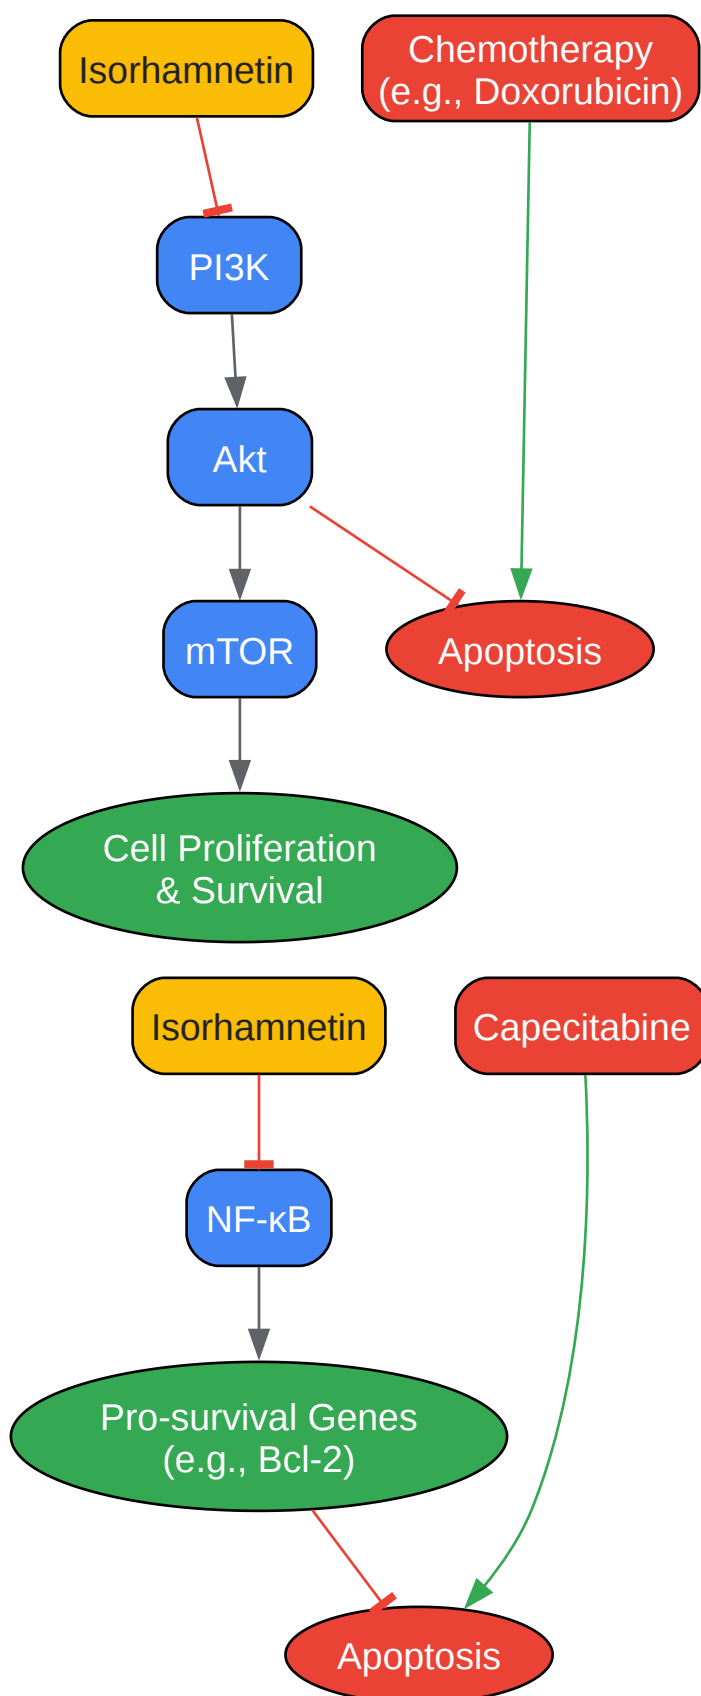 Isorhamnetin
Chemotherapy
(e.g., Doxorubicin)
PI3K
Akt
mTOR
Apoptosis
Cell Proliferation
& Survival
Isorhamnetin
Capecitabine
NF-κB
Pro-survival Genes
(e.g., Bcl-2)
Apoptosis